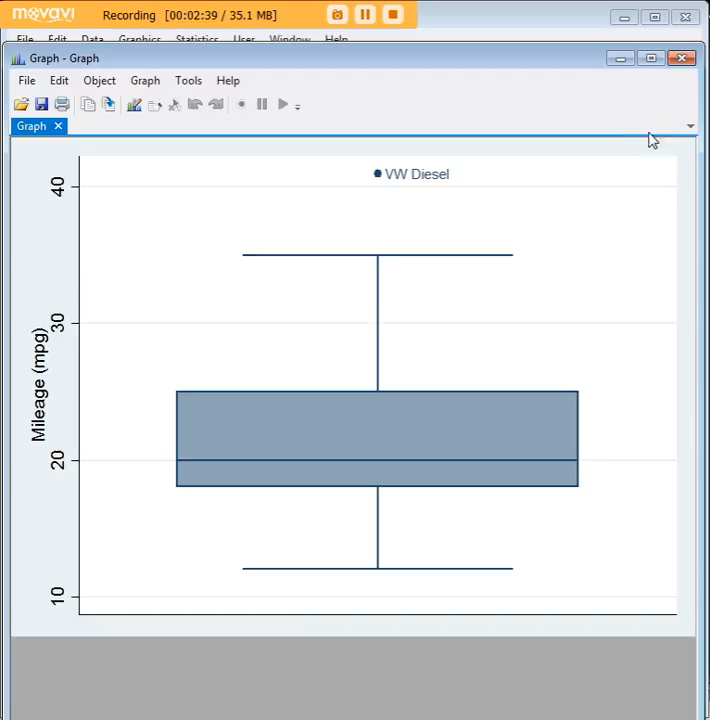 movavi Recording [00:02:39 / 35.1 MB]
File Edit Data Graphics Statistics User Window Help
Graph - Graph
File Edit Object Graph Tools Help
Graph
VW Diesel
40
30
20
10
Mileage (mpg)